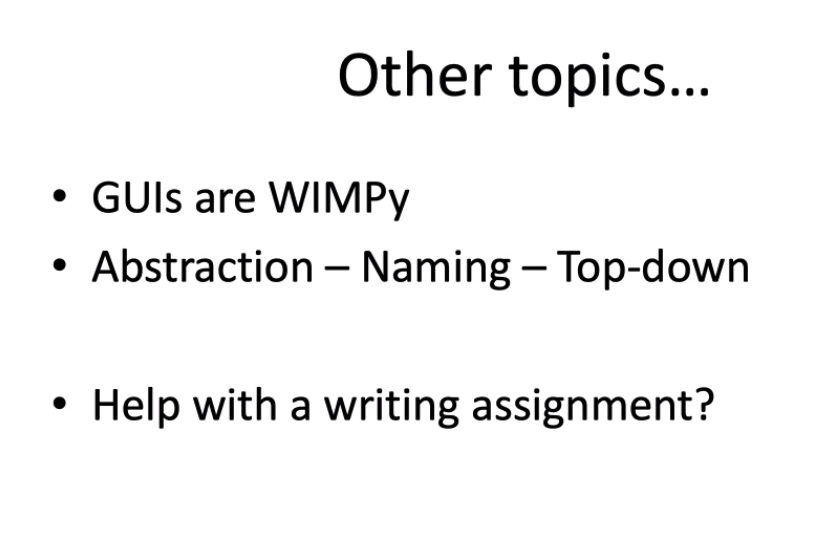 Other topics...
• GUIs are WIMPy
• Abstraction – Naming – Top-down
• Help with a writing assignment?